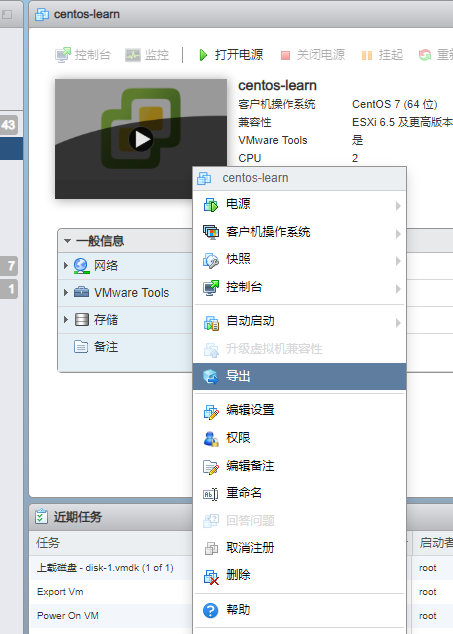 centos-learn
控制台 监控 打开电源 关闭电源 挂起
centos-learn
客户机操作系统 CentOS 7 (64 位)
兼容性 ESXi 6.5 及更高版本
VMware Tools 是
CPU 2
43
7
1
一般信息
网络
VMware Tools
存储
备注
centos-learn
电源
客户机操作系统
快照
控制台
自动启动
升级虚拟机兼容性
导出
编辑设置
权限
编辑备注
重命名
回答问题
取消注册
删除
帮助
近期任务
任务 启动者
上载磁盘 - disk-1.vmdk (1 of 1) root
Export Vm root
Power On VM root